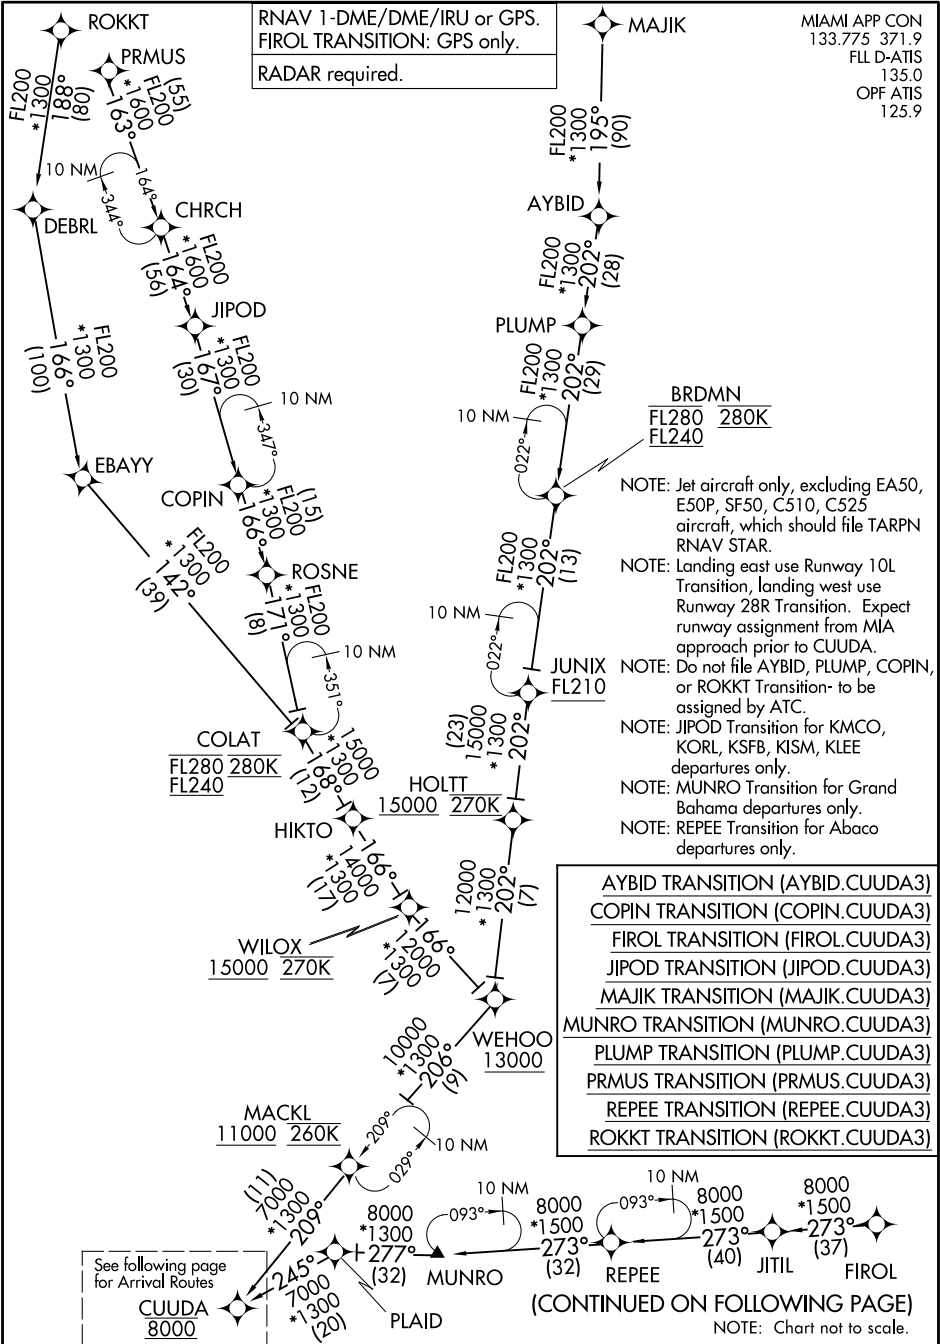 ROKKT
PRMUS
RNAV 1-DME/DME/IRU or GPS.
FIROL TRANSITION: GPS only.
RADAR required.
MAJIK
MIAMI APP CON
133.775 371.9
FLL D-ATIS
135.0
OPF ATIS
125.9
FL200
*1300
188°
(80)
(55)
FL200
*1600
163°
FL200
*1300
195°
(90)
10 NM
164°
344°
DEBRL
CHRCH
AYBID
FL200
*1600
164°
(56)
FL200
*1300
202°
(28)
JIPOD
PLUMP
FL200
*1300
166°
(100)
FL200
*1300
167°
(30)
10 NM
347°
FL200
*1300
202°
(29)
10 NM
022°
BRDMN
FL280 280K
FL240
EBAYY
COPIN
(15)
FL200
*1300
166°
NOTE: Jet aircraft only, excluding EA50,
E50P, SF50, C510, C525
aircraft, which should file TARPN
RNAV STAR.
NOTE: Landing east use Runway 10L
Transition, landing west use
Runway 28R Transition. Expect
runway assignment from MIA
approach prior to CUUDA.
NOTE: Do not file AYBID, PLUMP, COPIN,
or ROKKT Transition- to be
assigned by ATC.
NOTE: JIPOD Transition for KMCO,
KORL, KSFB, KISM, KLEE
departures only.
NOTE: MUNRO Transition for Grand
Bahama departures only.
NOTE: REPEE Transition for Abaco
departures only.
FL200
*1300
142°
(39)
ROSNE
FL200
*1300
171°
(8)
10 NM
351°
FL200
*1300
202°
(13)
10 NM
022°
JUNIX
FL210
COLAT
FL280 280K
FL240
15000
*1300
168°
(12)
(23)
15000
*1300
202°
HOLTT
15000 270K
HIKTO
166°
14000
*1300
(17)
12000
*1300
202°
(7)
WILOX
15000 270K
166°
12000
*1300
(7)
AYBID TRANSITION (AYBID.CUUDA3)
COPIN TRANSITION (COPIN.CUUDA3)
FIROL TRANSITION (FIROL.CUUDA3)
JIPOD TRANSITION (JIPOD.CUUDA3)
MAJIK TRANSITION (MAJIK.CUUDA3)
MUNRO TRANSITION (MUNRO.CUUDA3)
PLUMP TRANSITION (PLUMP.CUUDA3)
PRMUS TRANSITION (PRMUS.CUUDA3)
REPEE TRANSITION (REPEE.CUUDA3)
ROKKT TRANSITION (ROKKT.CUUDA3)
WEHOO
13000
10000
*1300
206°
(9)
MACKL
11000 260K
209°
029°
10 NM
(11)
7000
*1300
209°
10 NM
093°
8000
*1300
277°
(32)
MUNRO
8000
*1500
273°
(32)
10 NM
093°
REPEE
8000
*1500
273°
(40)
JITIL
8000
*1500
273°
(37)
FIROL
See following page
for Arrival Routes
CUUDA
8000
245°
7000
*1300
(20)
PLAID
(CONTINUED ON FOLLOWING PAGE)
NOTE: Chart not to scale.